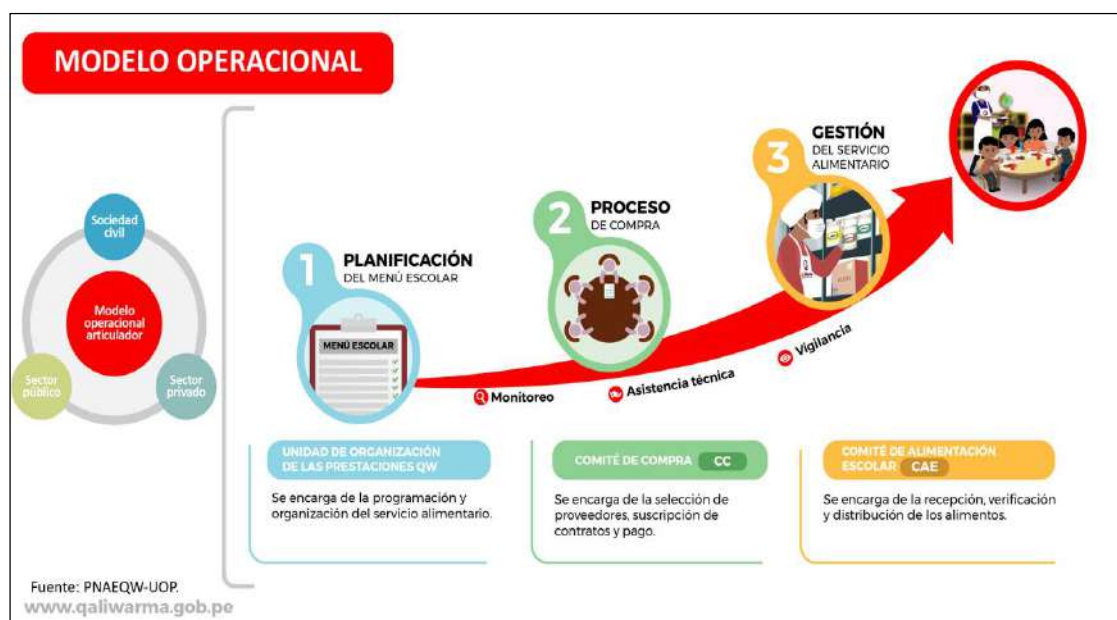 MODELO OPERACIONAL
Sociedad
civil
Modelo
operacional
articulador
Sector
público
Sector
privado
1
PLANIFICACIÓN
DEL MENÚ ESCOLAR
MENÚ ESCOLAR
2
PROCESO
DE COMPRA
3
GESTIÓN
DEL SERVICIO
ALIMENTARIO
Monitoreo
Asistencia técnica
Vigilancia
UNIDAD DE ORGANIZACIÓN
DE LAS PRESTACIONES QW
Se encarga de la programación y
organización del servicio alimentario.
COMITÉ DE COMPRA CC
Se encarga de la selección de
proveedores, suscripción de
contratos y pago.
COMITÉ DE ALIMENTACIÓN
ESCOLAR CAE
Se encarga de la recepción, verificación
y distribución de los alimentos.
Fuente: PNAEQW-UOP.
www.qaliwarma.gob.pe